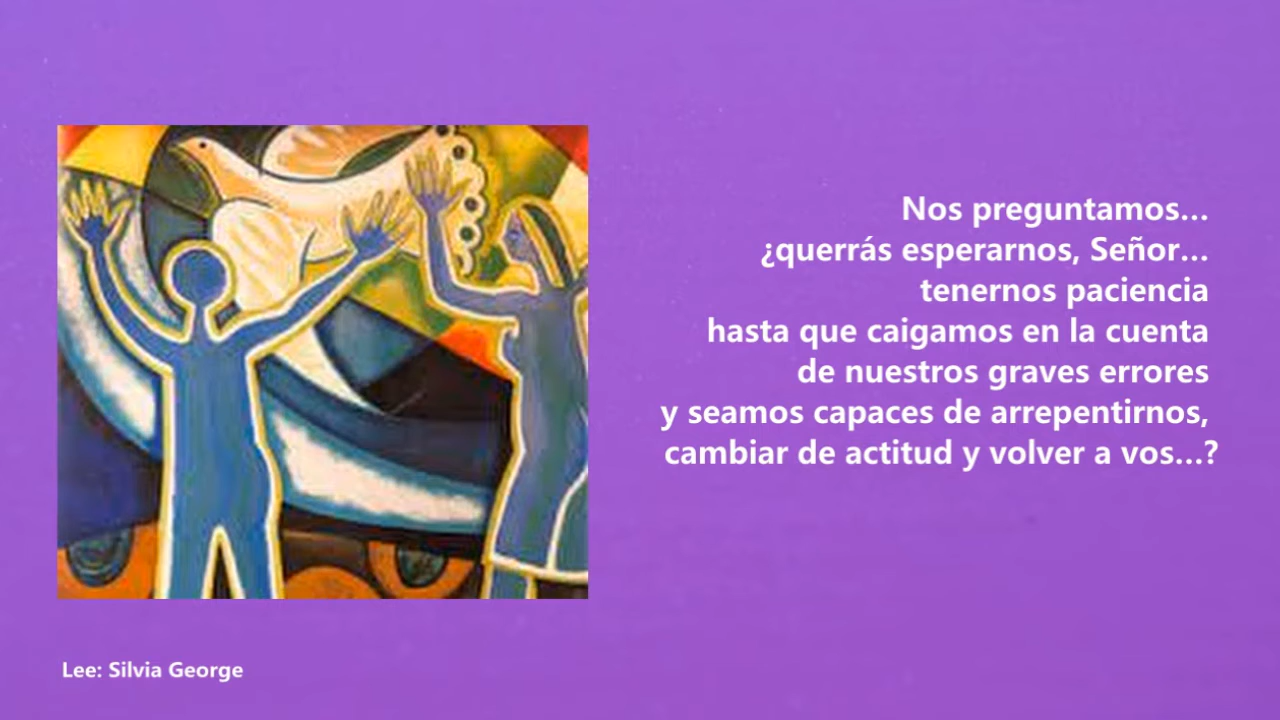 Nos preguntamos...
¿querrás esperarnos, Señor...
tenernos paciencia
hasta que caigamos en la cuenta
de nuestros graves errores
y seamos capaces de arrepentirnos,
cambiar de actitud y volver a vos...?
Lee: Silvia George